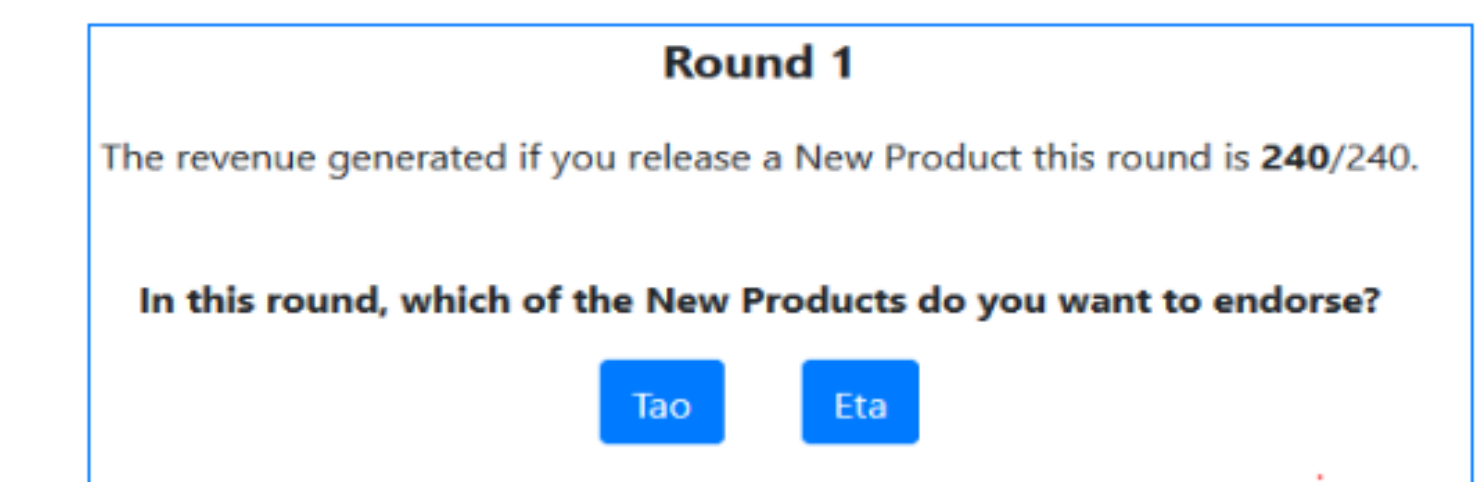 Round 1
The revenue generated if you release a New Product this round is 240/240.
In this round, which of the New Products do you want to endorse?
Tao Eta